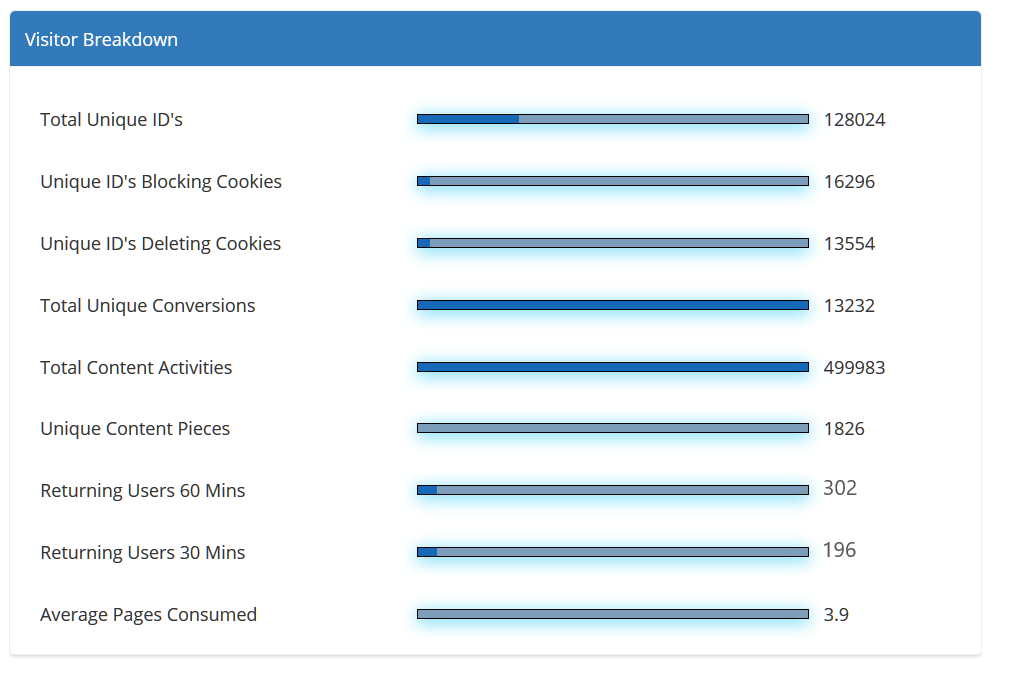 Visitor Breakdown
Total Unique ID's 128024
Unique ID's Blocking Cookies 16296
Unique ID's Deleting Cookies 13554
Total Unique Conversions 13232
Total Content Activities 499983
Unique Content Pieces 1826
Returning Users 60 Mins 302
Returning Users 30 Mins 196
Average Pages Consumed 3.9